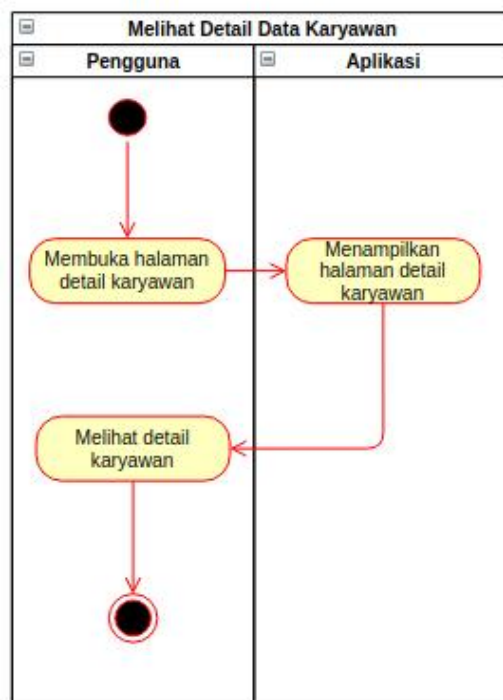 Melihat Detail Data Karyawan
Pengguna
Aplikasi
Membuka halaman
detail karyawan
Menampilkan
halaman detail
karyawan
Melihat detail
karyawan